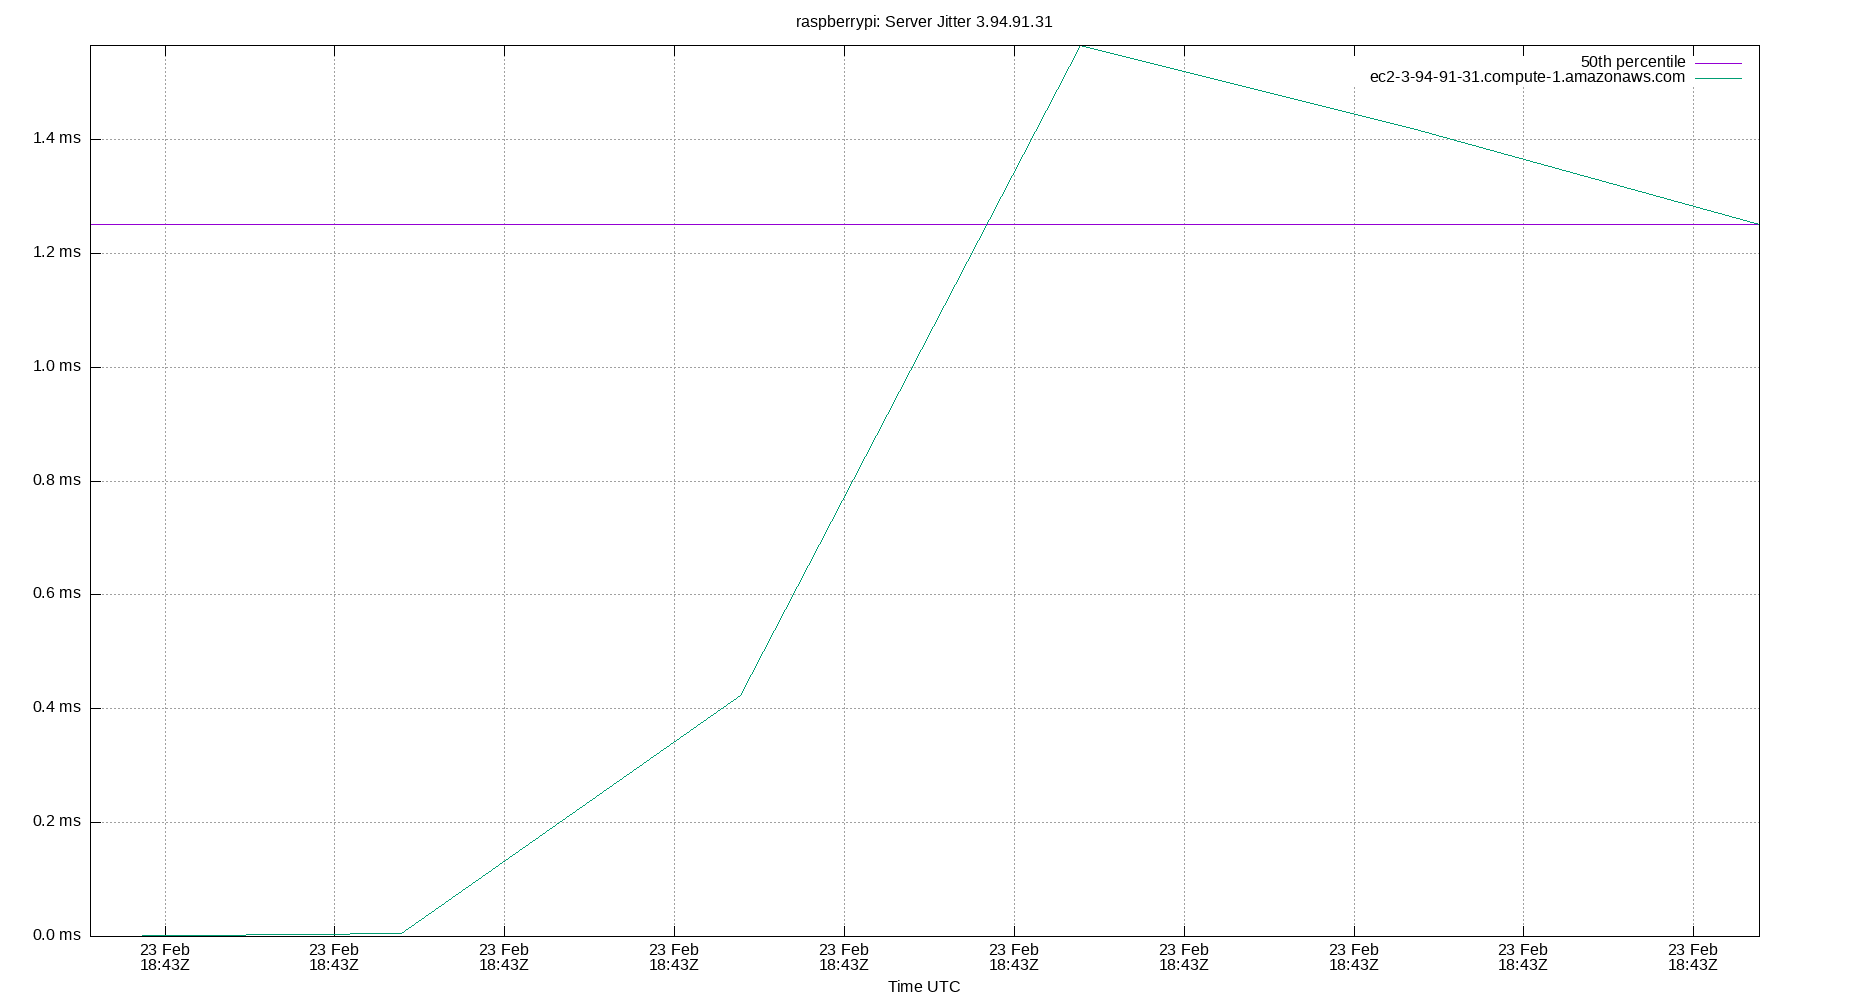 raspberrypi: Server Jitter 3.94.91.31
50th percentile
ec2-3-94-91-31.compute-1.amazonaws.com
1.4 ms
1.2 ms
1.0 ms
0.8 ms
0.6 ms
0.4 ms
0.2 ms
0.0 ms
23 Feb 23 Feb 23 Feb 23 Feb 23 Feb 23 Feb 23 Feb 23 Feb 23 Feb 23 Feb
18:43Z 18:43Z 18:43Z 18:43Z 18:43Z 18:43Z 18:43Z 18:43Z 18:43Z 18:43Z
Time UTC